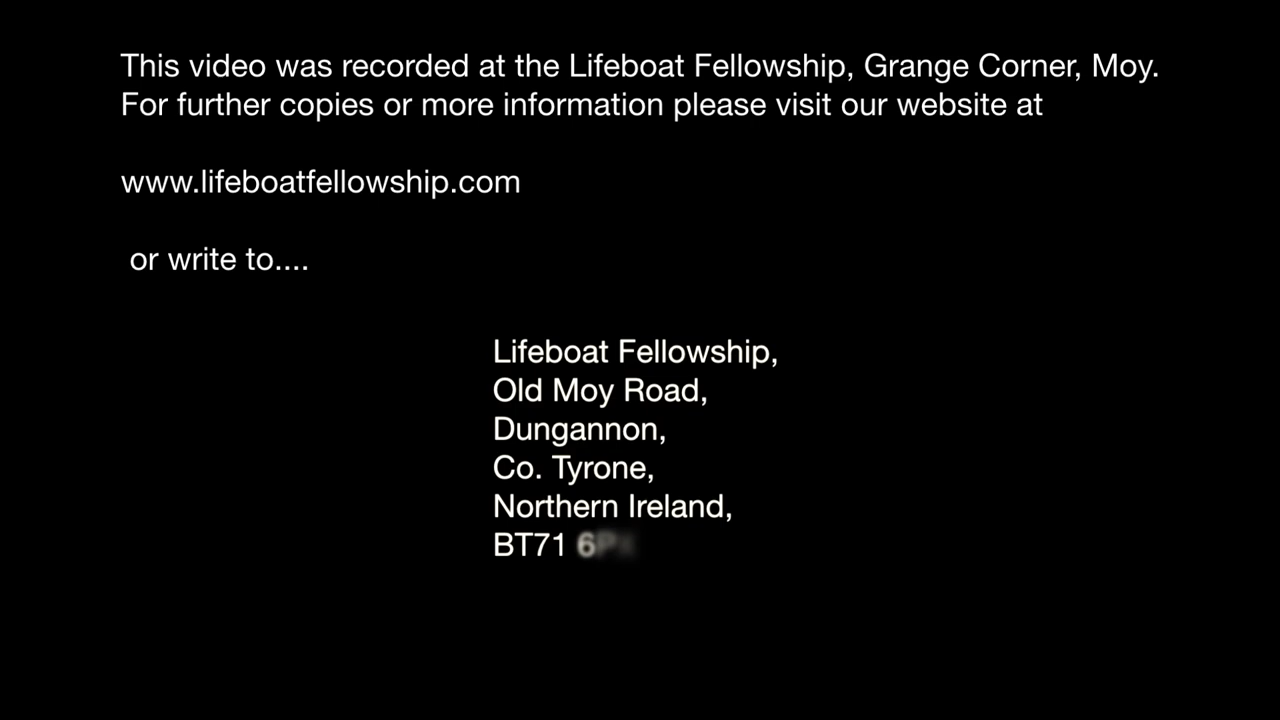 This video was recorded at the Lifeboat Fellowship, Grange Corner, Moy.
For further copies or more information please visit our website at
www.lifeboatfellowship.com
or write to....
Lifeboat Fellowship,
Old Moy Road,
Dungannon,
Co. Tyrone,
Northern Ireland,
BT71